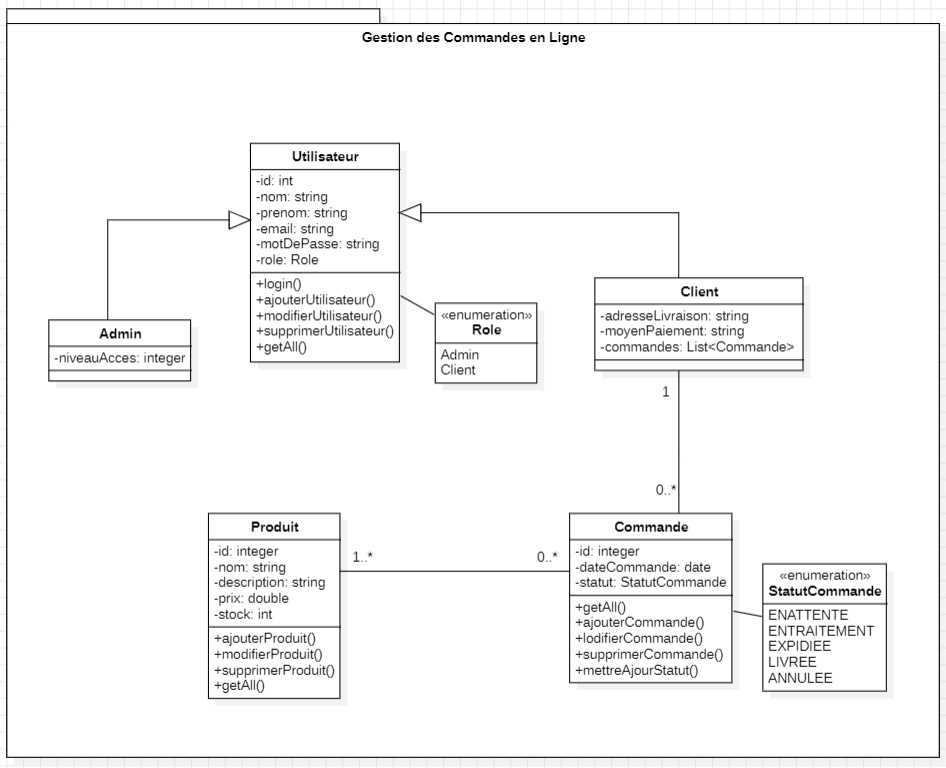 Gestion des Commandes en Ligne
Utilisateur
-id: int
-nom: string
-prenom: string
-email: string
-motDePasse: string
-role: Role
+login()
+ajouterUtilisateur()
+modifierUtilisateur()
+supprimerUtilisateur()
+getAll()
«enumeration»
Role
Admin
Client
Admin
-niveauAcces: integer
Client
-adresseLivraison: string
-moyenPaiement: string
-commandes: List<Commande>
1
0..*
Produit
-id: integer
-nom: string
-description: string
-prix: double
-stock: int
+ajouterProduit()
+modifierProduit()
+supprimerProduit()
+getAll()
1..*
0..*
Commande
-id: integer
-dateCommande: date
-statut: StatutCommande
+getAll()
+ajouterCommande()
+lodifierCommande()
+supprimerCommande()
+mettreAjourStatut()
«enumeration»
StatutCommande
ENATTENTE
ENTRAITEMENT
EXPIDIEE
LIVREE
ANNULEE